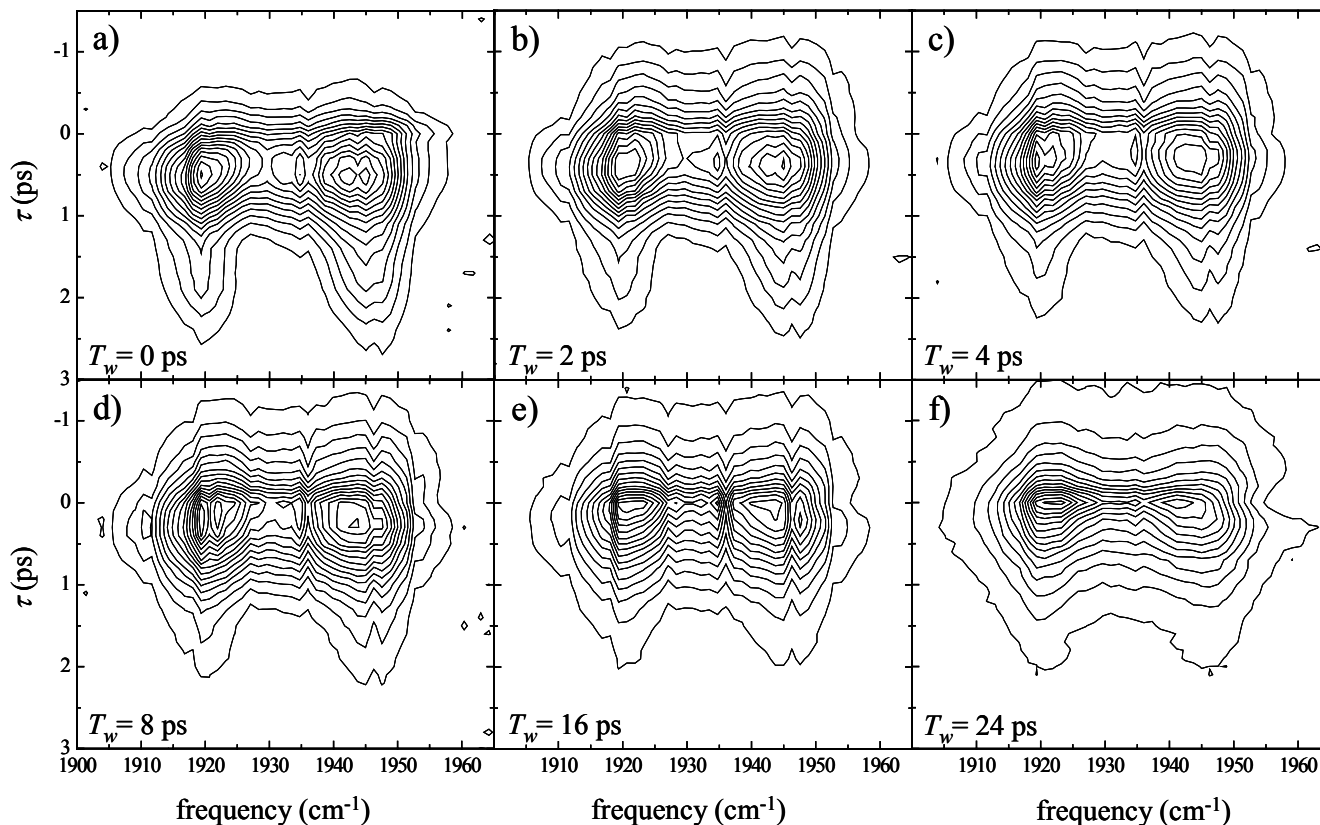 a)
b)
c)
-1
0
1
2
3
τ (ps)
T_w= 0 ps
T_w= 2 ps
T_w= 4 ps
d)
e)
f)
-1
0
1
2
3
τ (ps)
T_w= 8 ps
T_w= 16 ps
T_w= 24 ps
1900 1910 1920 1930 1940 1950 1960
1910 1920 1930 1940 1950 1960
1910 1920 1930 1940 1950 1960
frequency (cm⁻¹)
frequency (cm⁻¹)
frequency (cm⁻¹)